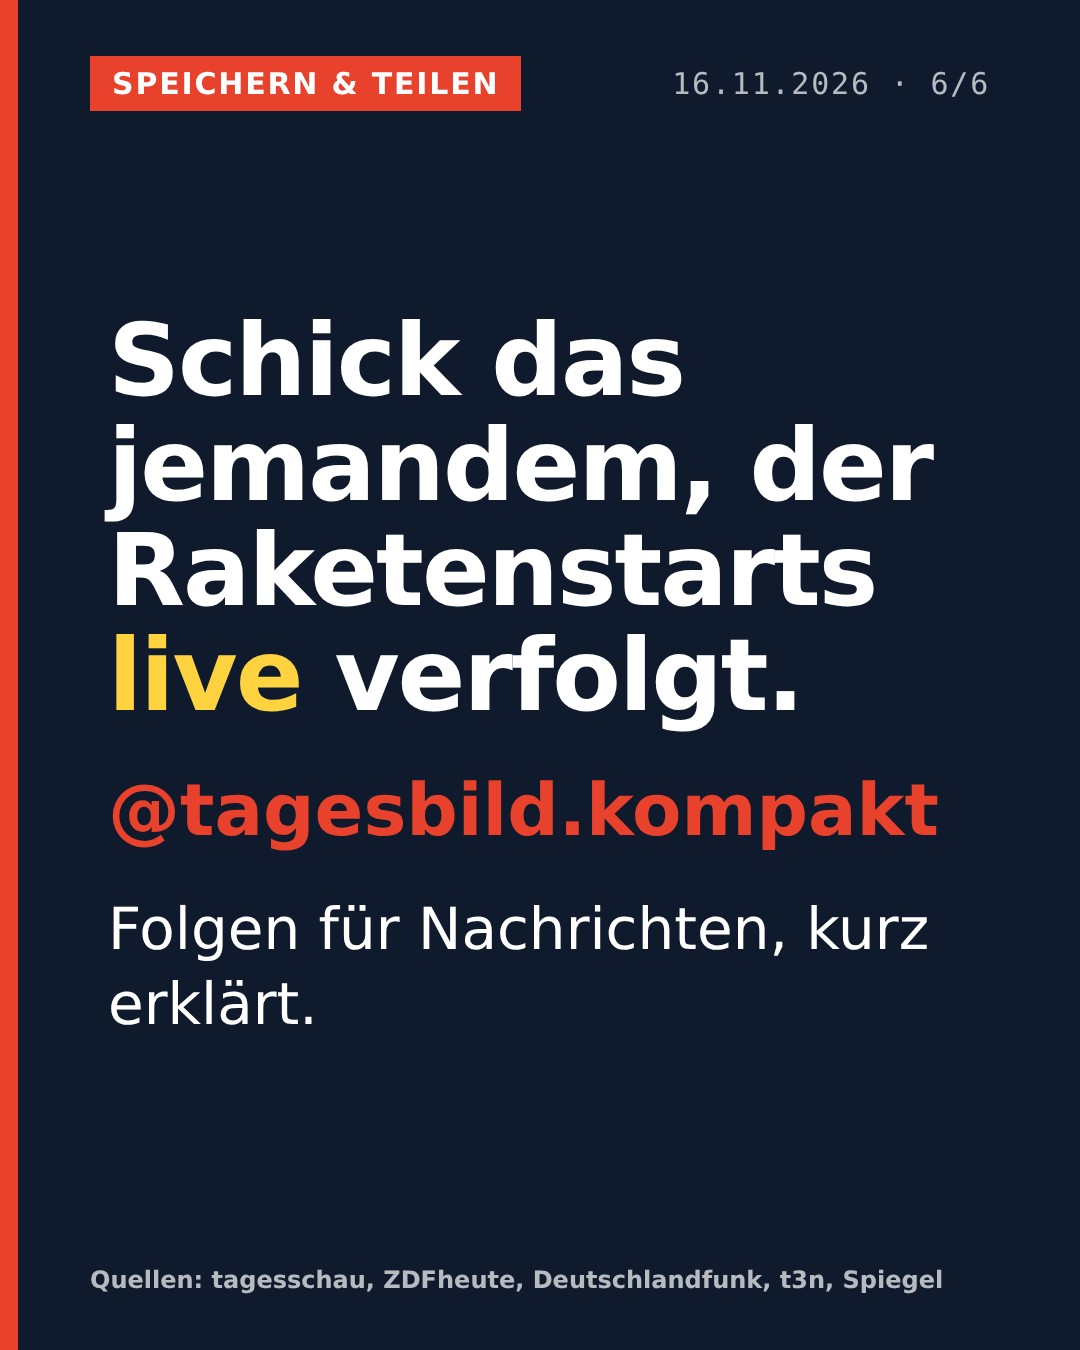 SPEICHERN & TEILEN
16.11.2026 · 6/6
Schick das
jemandem, der
Raketenstarts
live verfolgt.
@tagesbild.kompakt
Folgen für Nachrichten, kurz
erklärt.
Quellen: tagesschau, ZDFheute, Deutschlandfunk, t3n, Spiegel